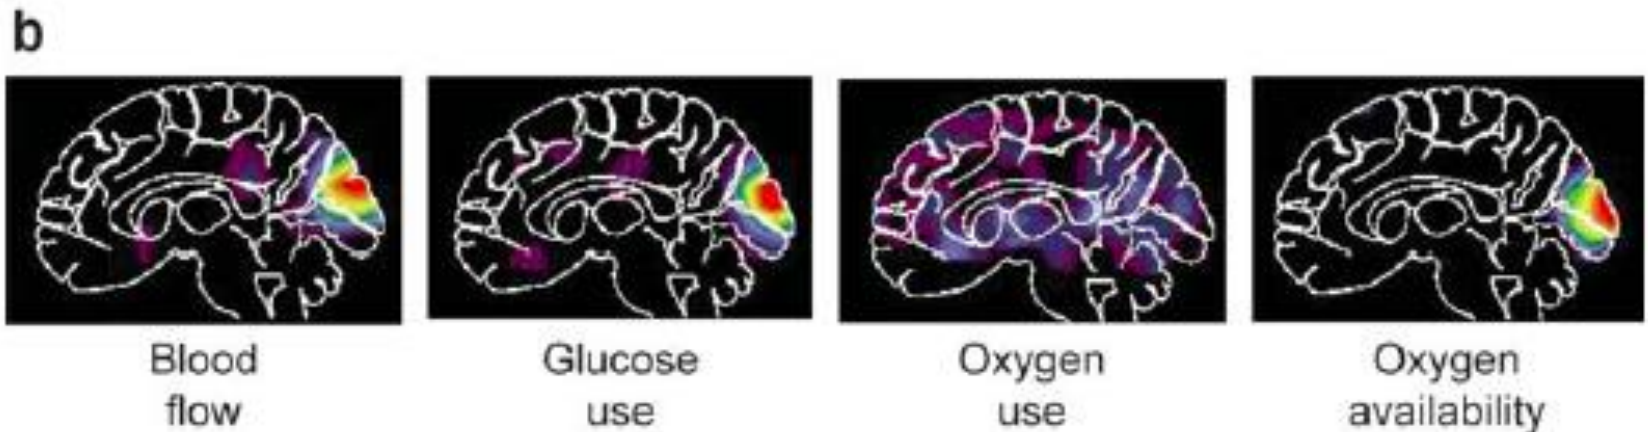 b
Blood
flow
Glucose
use
Oxygen
use
Oxygen
availability